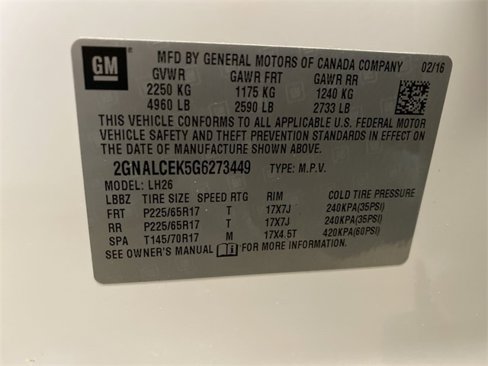 GM
MFD BY GENERAL MOTORS OF CANADA COMPANY 02/16
GVWR GAWR FRT GAWR RR
2250 KG 1175 KG 1240 KG
4960 LB 2590 LB 2733 LB
THIS VEHICLE CONFORMS TO ALL APPLICABLE U.S. FEDERAL MOTOR
VEHICLE SAFETY AND THEFT PREVENTION STANDARDS IN EFFECT
ON THE DATE OF MANUFACTURE SHOWN ABOVE.
2GNALCEK5G6273449 TYPE: M.P.V.
MODEL: LH26
LBBZ TIRE SIZE SPEED RTG RIM COLD TIRE PRESSURE
FRT P225/65R17 T 17X7J 240KPA(35PSI)
RR P225/65R17 T 17X7J 240KPA(35PSI)
SPA T145/70R17 M 17X4.5T 420KPA(60PSI)
SEE OWNER'S MANUAL FOR MORE INFORMATION.